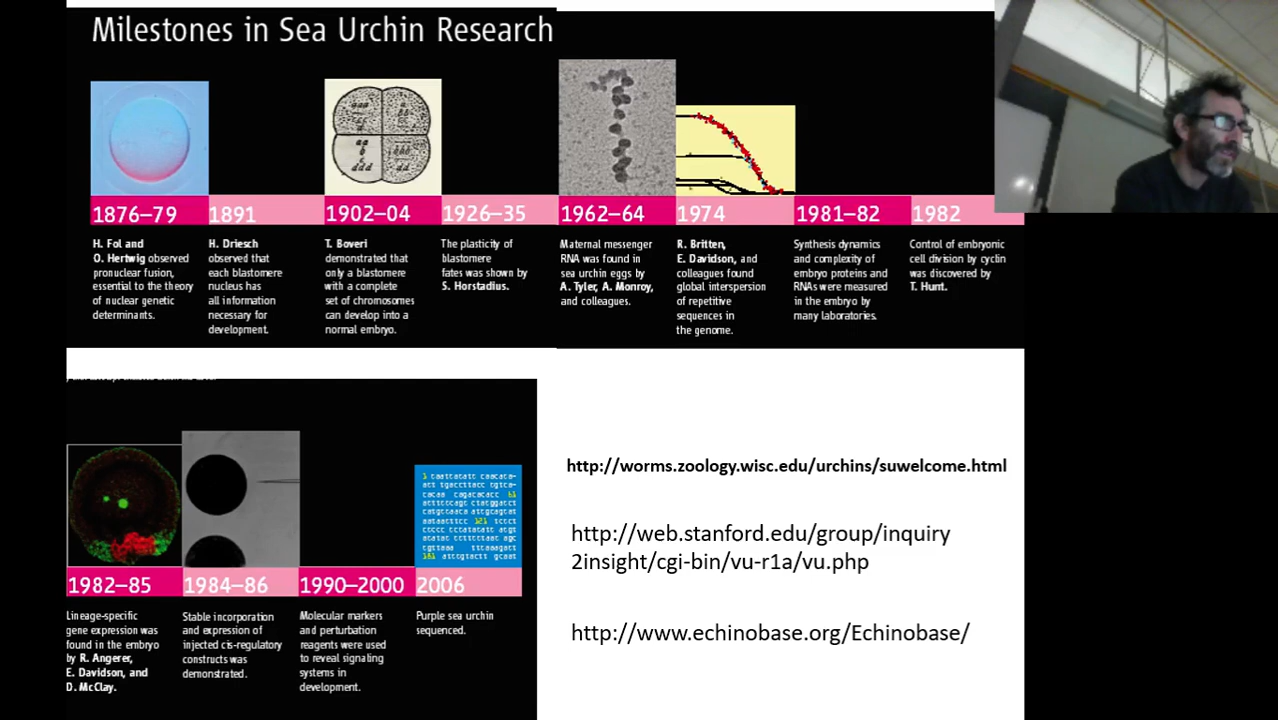 Milestones in Sea Urchin Research
1876–79
1891
1902–04
1926–35
1962–64
1974
1981–82
1982
H. Fol and
O. Hertwig observed
pronuclear fusion,
essential to the theory
of nuclear genetic
determinants.
H. Driesch
observed that
each blastomere
nucleus has
all information
necessary for
development.
T. Boveri
demonstrated that
only a blastomere
with a complete
set of chromosomes
can develop into a
normal embryo.
The plasticity of
blastomere
fates was shown by
S. Horstadius.
Maternal messenger
RNA was found in
sea urchin eggs by
A. Tyler, A. Monroy,
and colleagues.
R. Britten,
E. Davidson, and
colleagues found
global interspersion
of repetitive
sequences in
the genome.
Synthesis dynamics
and complexity of
embryo proteins and
RNAs were measured
in the embryo by
many laboratories.
Control of embryonic
cell division by cyclin
was discovered by
T. Hunt.
1982–85
1984–86
1990–2000
2006
Lineage-specific
gene expression was
found in the embryo
by R. Angerer,
E. Davidson, and
D. McClay.
Stable incorporation
and expression of
injected cis-regulatory
constructs was
demonstrated.
Molecular markers
and perturbation
reagents were used
to reveal signaling
systems in
development.
Purple sea urchin
sequenced.
http://worms.zoology.wisc.edu/urchins/suwelcome.html
http://web.stanford.edu/group/inquiry
2insight/cgi-bin/vu-r1a/vu.php
http://www.echinobase.org/Echinobase/